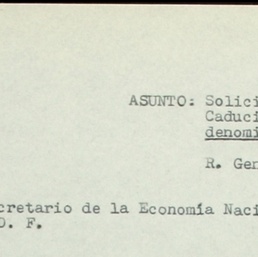 ASUNTO: Solici
Caduci
denomi
R. Gen
cretario de la Economía Naci
D. F.